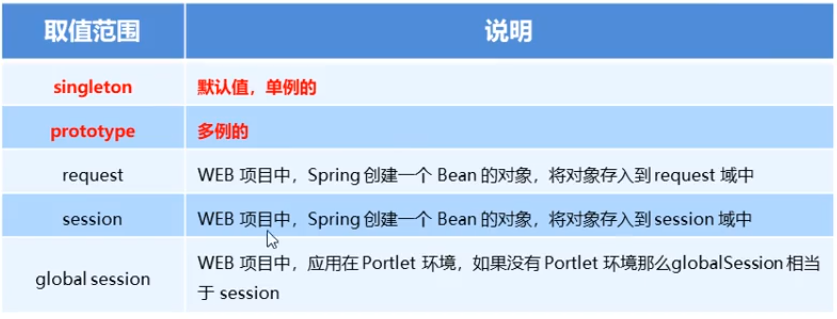 取值范围 说明
singleton 默认值，单例的
prototype 多例的
request WEB 项目中，Spring 创建一个 Bean 的对象，将对象存入到 request 域中
session WEB 项目中，Spring 创建一个 Bean 的对象，将对象存入到 session 域中
global session WEB 项目中，应用在 Portlet 环境，如果没有 Portlet 环境那么globalSession 相当
于 session